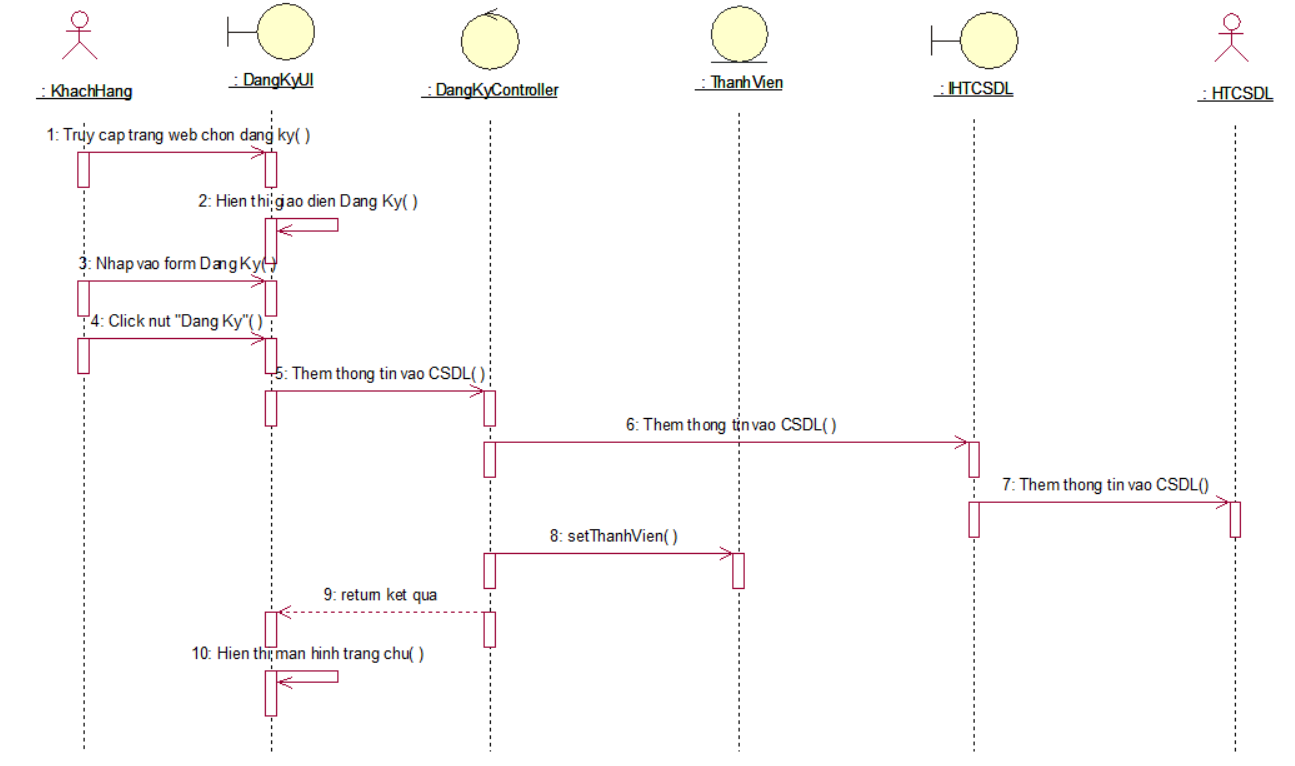 : KhachHang
: DangKyUI
: DangKyController
: ThanhVien
: IHTCSDL
: HTCSDL
1: Truy cap trang web chon dang ky( )
2: Hien thi giao dien Dang Ky( )
3: Nhap vao form Dang Ky( )
4: Click nut "Dang Ky"( )
5: Them thong tin vao CSDL( )
6: Them thong tin vao CSDL( )
7: Them thong tin vao CSDL()
8: setThanhVien( )
9: return ket qua
10: Hien thi man hinh trang chu( )